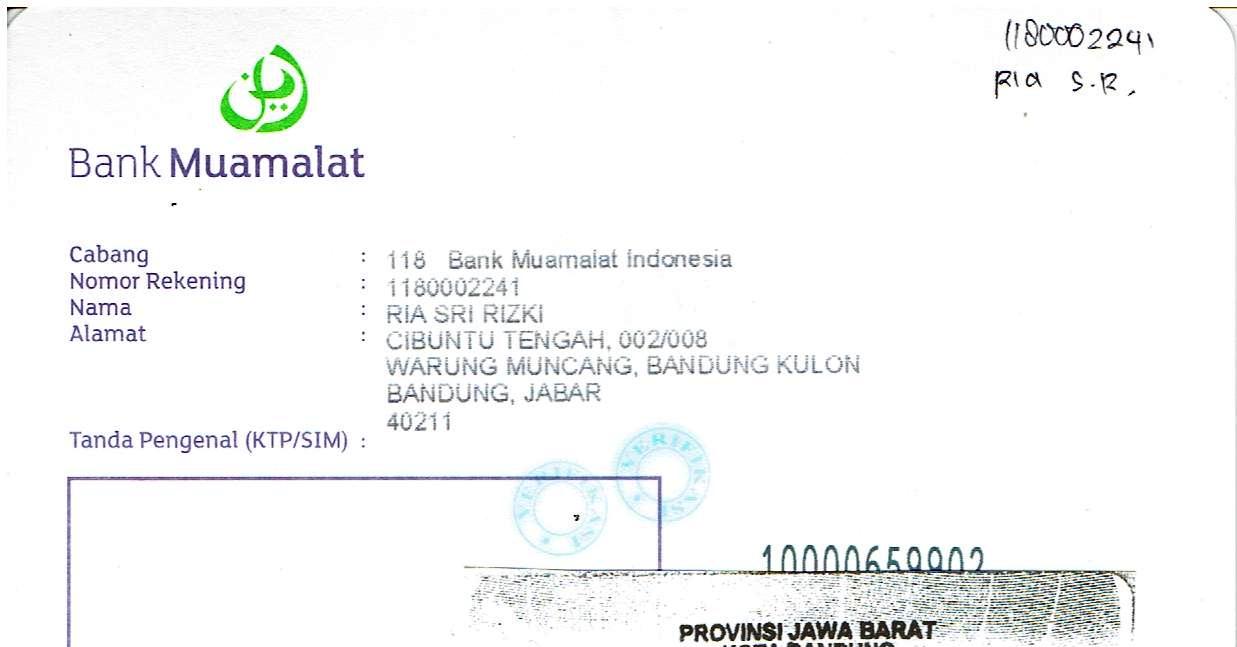 1180002241
RIA S.R.
Bank Muamalat
Cabang : 118 Bank Muamalat Indonesia
Nomor Rekening : 1180002241
Nama : RIA SRI RIZKI
Alamat : CIBUNTU TENGAH, 002/008
WARUNG MUNCANG, BANDUNG KULON
BANDUNG, JABAR
40211
Tanda Pengenal (KTP/SIM) :
VERIFIKASI
VERIFIKASI
10000659902
PROVINSI JAWA BARAT
KOTA BANDUNG